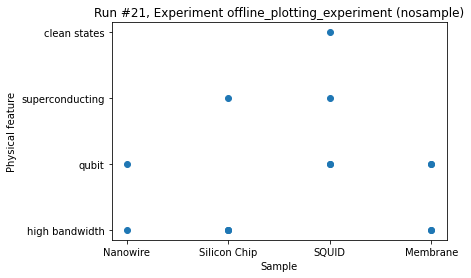 Run #21, Experiment offline_plotting_experiment (nosample)
clean states
superconducting
qubit
high bandwidth
Physical feature
Nanowire Silicon Chip SQUID Membrane
Sample